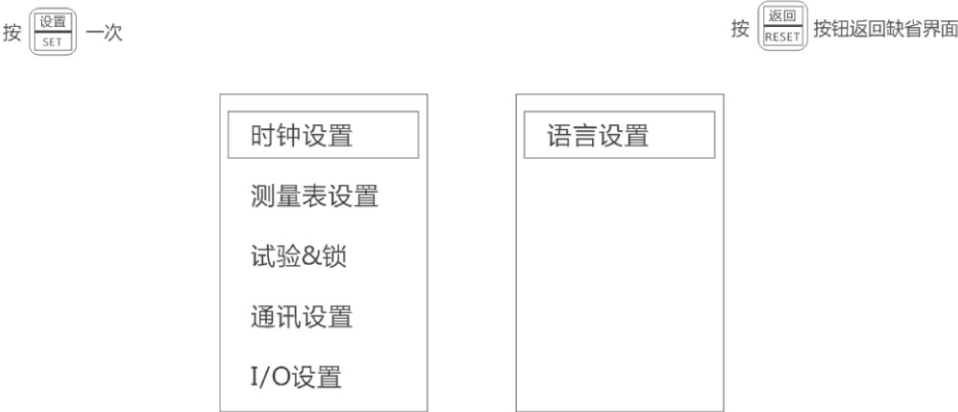 按 设置 SET 一次
按 返回 RESET 按钮返回缺省界面
时钟设置
测量表设置
试验&锁
通讯设置
I/O设置
语言设置